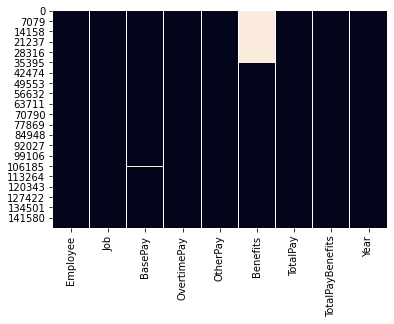 0
7079
14158
21237
28316
35395
42474
49553
56632
63711
70790
77869
84948
92027
99106
106185
113264
120343
127422
134501
141580
Employee
Job
BasePay
OvertimePay
OtherPay
Benefits
TotalPay
TotalPayBenefits
Year